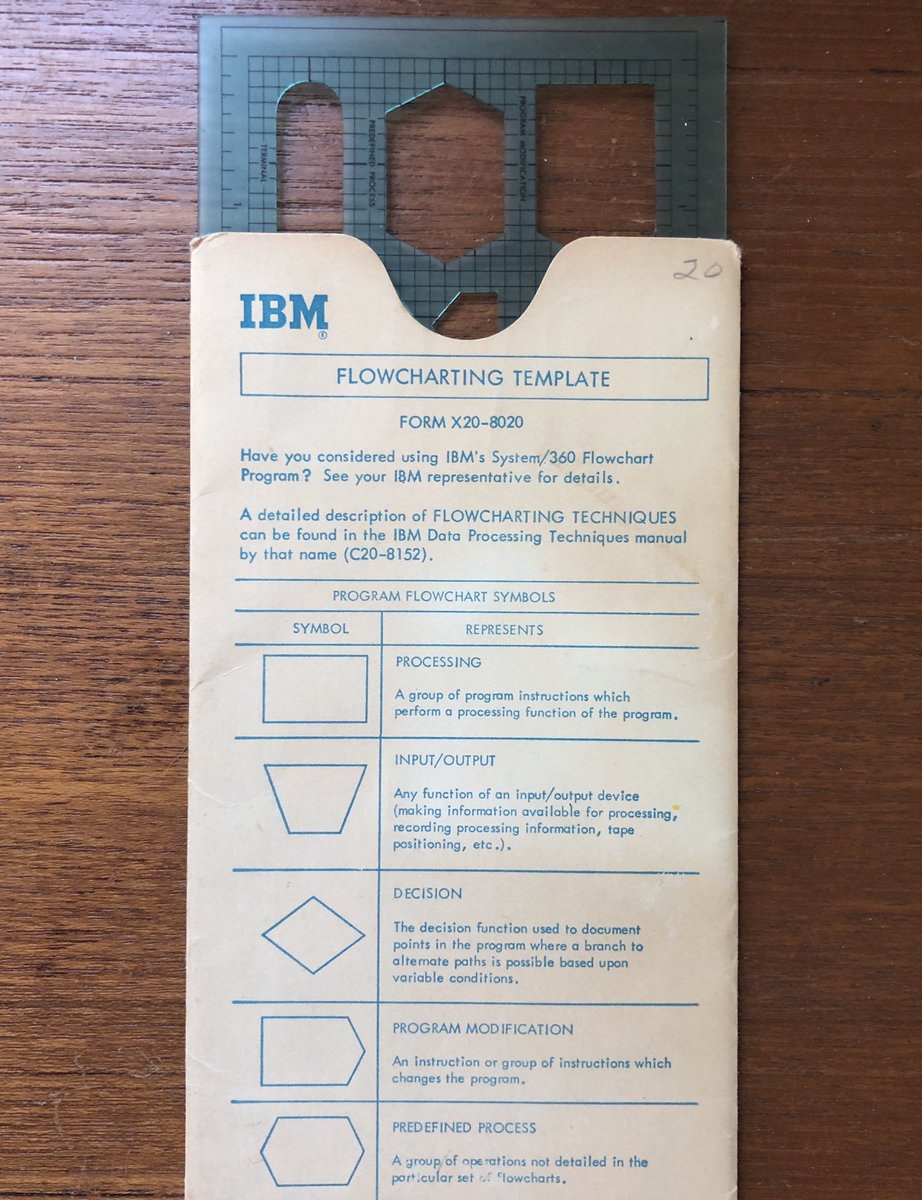 TERMINAL
PREDEFINED PROCESS
PROGRAM MODIFICATION
20
IBM
®
FLOWCHARTING TEMPLATE
FORM X20-8020
Have you considered using IBM's System/360 Flowchart
Program? See your IBM representative for details.
A detailed description of FLOWCHARTING TECHNIQUES
can be found in the IBM Data Processing Techniques manual
by that name (C20-8152).
PROGRAM FLOWCHART SYMBOLS
SYMBOL REPRESENTS
PROCESSING
A group of program instructions which
perform a processing function of the program.
INPUT/OUTPUT
Any function of an input/output device
(making information available for processing,
recording processing information, tape
positioning, etc.).
DECISION
The decision function used to document
points in the program where a branch to
alternate paths is possible based upon
variable conditions.
PROGRAM MODIFICATION
An instruction or group of instructions which
changes the program.
PREDEFINED PROCESS
A group of operations not detailed in the
particular set of flowcharts.